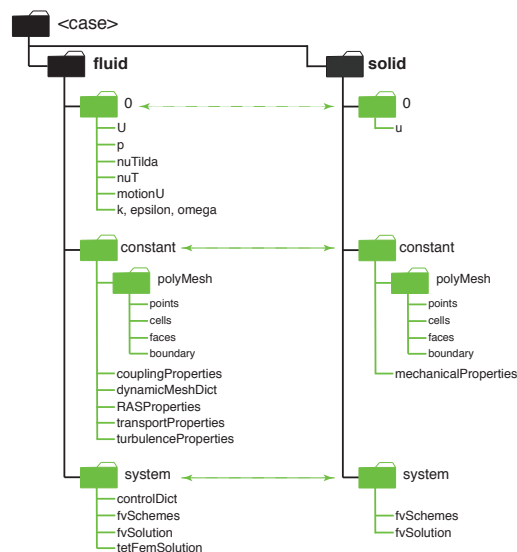 <case>
fluid
solid
0
0
U
u
p
nuTilda
nuT
motionU
k, epsilon, omega
constant
constant
polyMesh
polyMesh
points
points
cells
cells
faces
faces
boundary
boundary
couplingProperties
mechanicalProperties
dynamicMeshDict
RASProperties
transportProperties
turbulenceProperties
system
system
controlDict
fvSchemes
fvSchemes
fvSolution
fvSolution
tetFemSolution